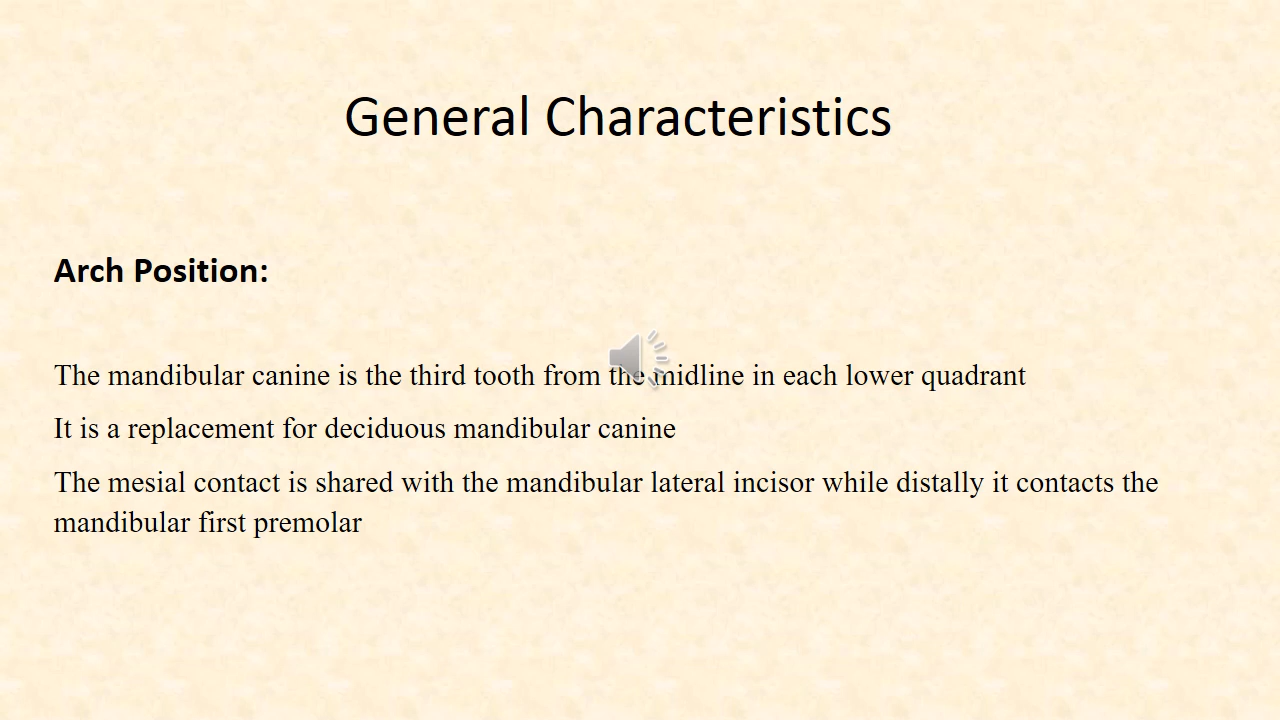 General Characteristics
Arch Position:
The mandibular canine is the third tooth from the midline in each lower quadrant
It is a replacement for deciduous mandibular canine
The mesial contact is shared with the mandibular lateral incisor while distally it contacts the
mandibular first premolar